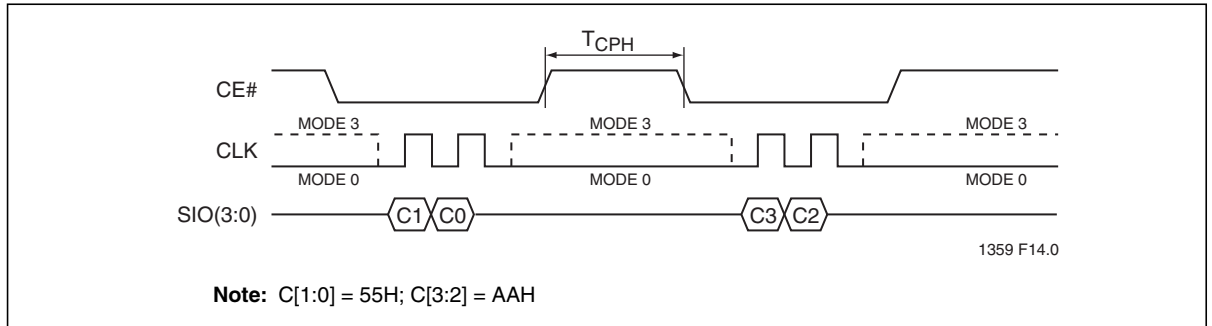 TCPH
CE#
MODE 3 MODE 3 MODE 3
CLK
MODE 0 MODE 0 MODE 0
SIO(3:0) C1 C0 C3 C2
1359 F14.0
Note: C[1:0] = 55H; C[3:2] = AAH